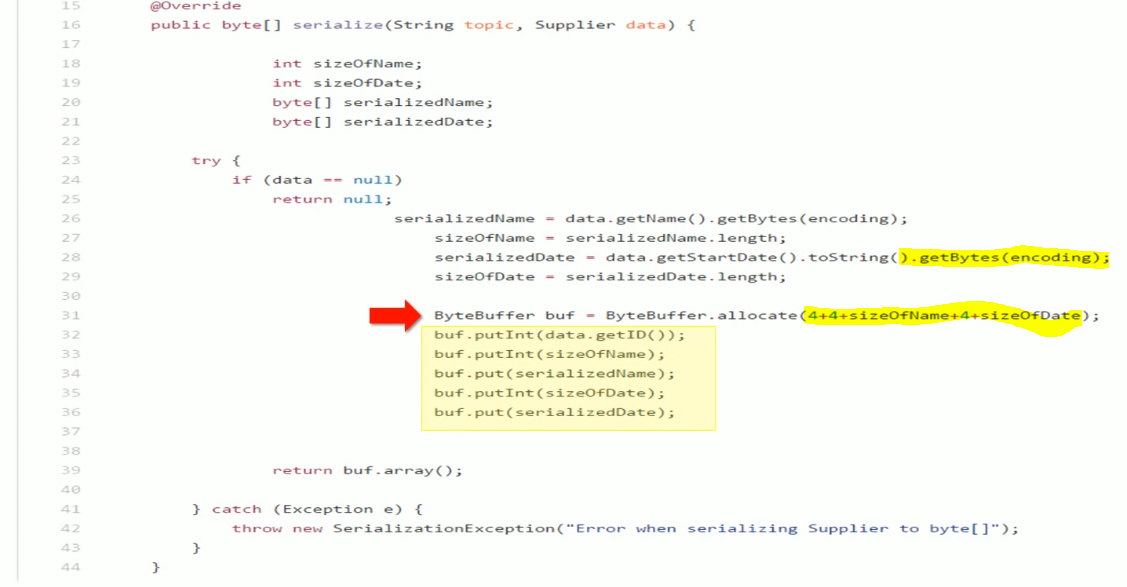 15 @Override
16 public byte[] serialize(String topic, Supplier data) {
17
18 int sizeOfName;
19 int sizeOfDate;
20 byte[] serializedName;
21 byte[] serializedDate;
22
23 try {
24 if (data == null)
25 return null;
26 serializedName = data.getName().getBytes(encoding);
27 sizeOfName = serializedName.length;
28 serializedDate = data.getStartDate().toString().getBytes(encoding);
29 sizeOfDate = serializedDate.length;
30
31 ByteBuffer buf = ByteBuffer.allocate(4+4+sizeOfName+4+sizeOfDate);
32 buf.putInt(data.getID());
33 buf.putInt(sizeOfName);
34 buf.put(serializedName);
35 buf.putInt(sizeOfDate);
36 buf.put(serializedDate);
37
38
39 return buf.array();
40
41 } catch (Exception e) {
42 throw new SerializationException("Error when serializing Supplier to byte[]");
43 }
44 }